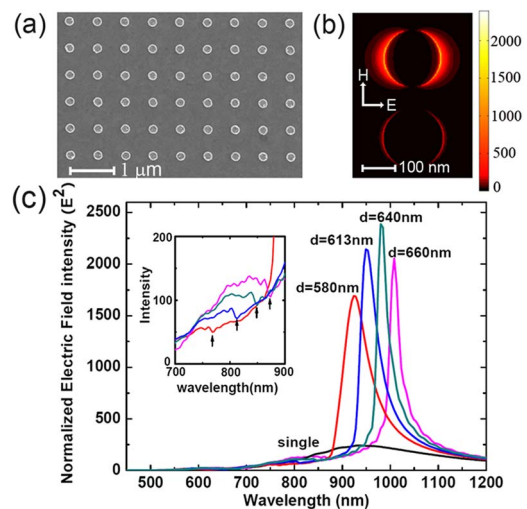 (a)
1 µm
(b)
H
E
100 nm
2000
1500
1000
500
0
(c)
Normalized Electric Field intensity (E²)
2500
2000
1500
1000
500
0
500 600 700 800 900 1000 1100 1200
Wavelength (nm)
d=580nm
d=613nm
d=640nm
d=660nm
single
Intensity
200
100
0
700 800 900
wavelength(nm)